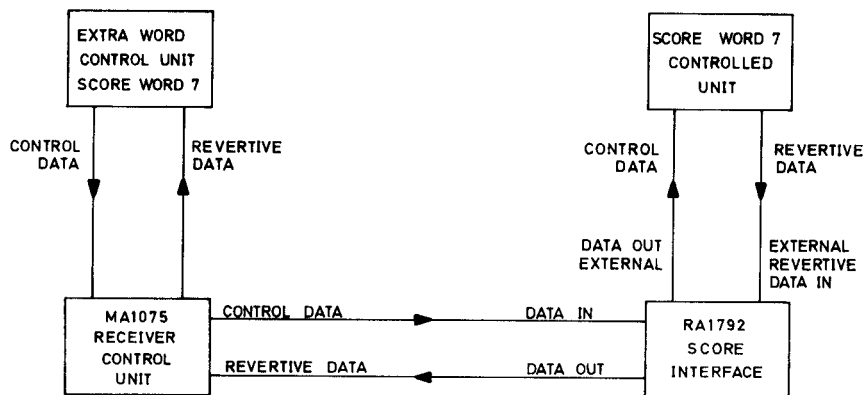 EXTRA WORD
CONTROL UNIT
SCORE WORD 7
SCORE WORD 7
CONTROLLED
UNIT
CONTROL
DATA
REVERTIVE
DATA
CONTROL
DATA
REVERTIVE
DATA
DATA OUT
EXTERNAL
EXTERNAL
REVERTIVE
DATA IN
MA1075
RECEIVER
CONTROL
UNIT
CONTROL DATA
DATA IN
REVERTIVE DATA
DATA OUT
RA1792
SCORE
INTERFACE